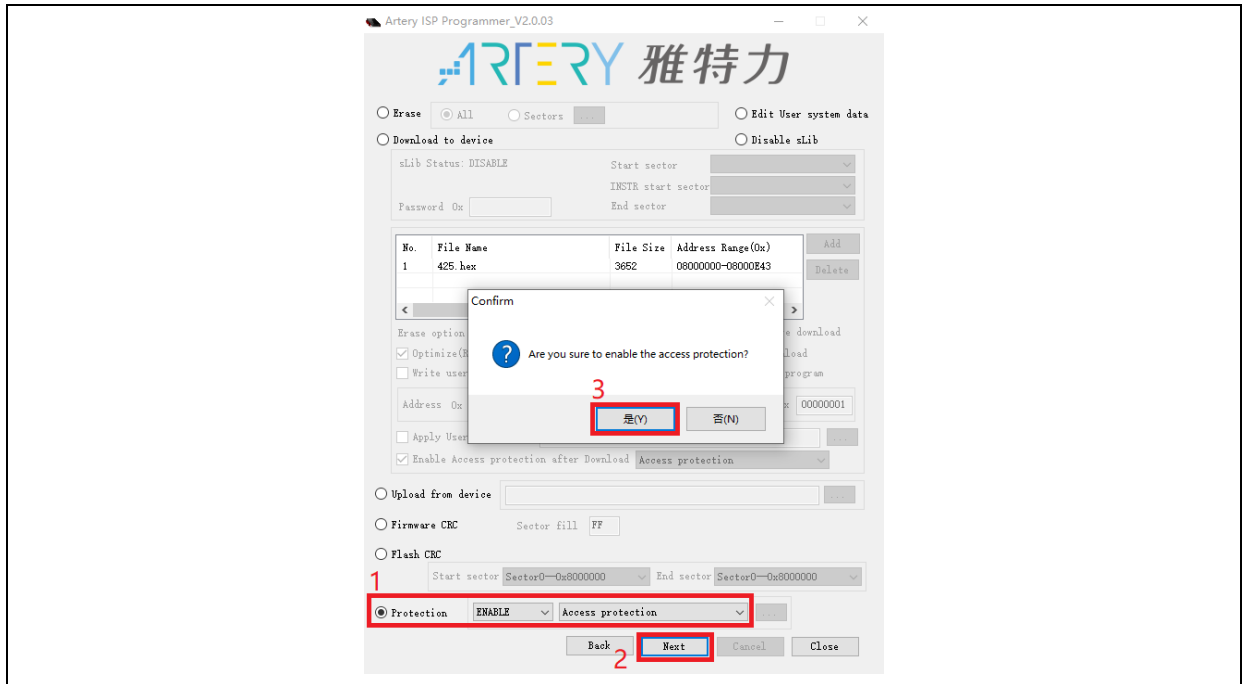 Artery ISP Programmer_V2.0.03
ARTERY 雅特力
Erase All Sectors ... Edit User system data
Download to device Disable sLib
sLib Status: DISABLE Start sector
INSTR start sector
Password 0x End sector
No. File Name File Size Address Range(0x) Add
1 425.hex 3652 08000000-08000E43 Delete
Confirm
Erase option e download
Are you sure to enable the access protection?
Optimize(R load
Write user program
3
Address 0x x 00000001
是(Y) 否(N)
Apply User ...
Enable Access protection after Download Access protection
Upload from device ...
Firmware CRC Sector fill FF
Flash CRC
Start sector Sector0—0x8000000 End sector Sector0—0x8000000
1
Protection ENABLE Access protection ...
Back Next Cancel Close
2